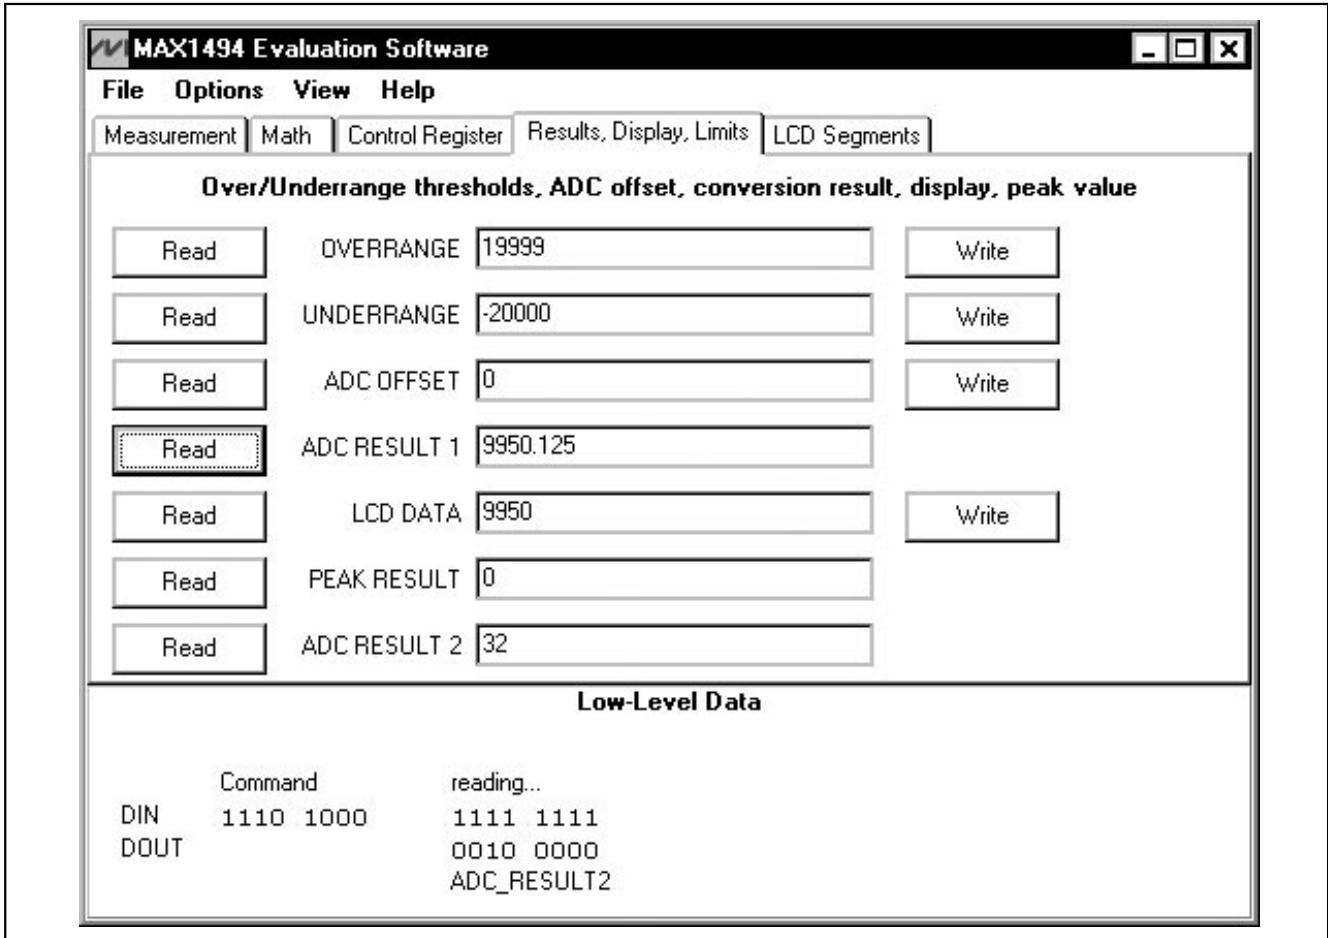 MAX1494 Evaluation Software
File Options View Help
Measurement Math Control Register Results, Display, Limits LCD Segments
Over/Underrange thresholds, ADC offset, conversion result, display, peak value
Read OVERRANGE 19999 Write
Read UNDERRANGE -20000 Write
Read ADC OFFSET 0 Write
Read ADC RESULT 1 9950.125
Read LCD DATA 9950 Write
Read PEAK RESULT 0
Read ADC RESULT 2 32
Low-Level Data
Command reading...
DIN 1110 1000 1111 1111
DOUT 0010 0000
ADC_RESULT2